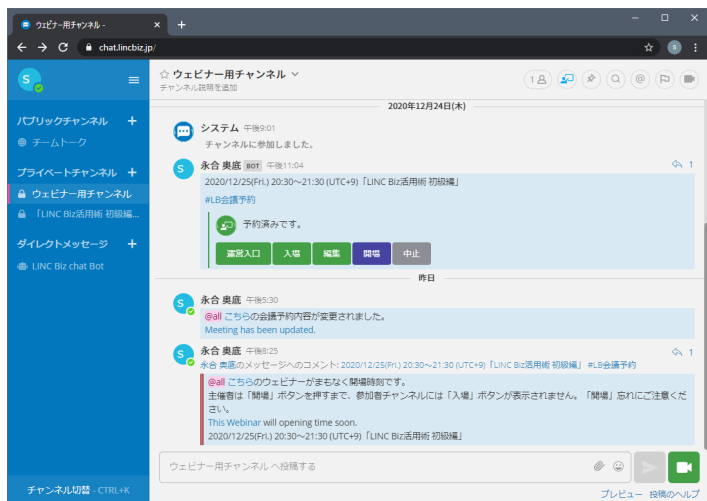 ウェビナー用チャンネル -
chat.lincbiz.jp/
S
S
パブリックチャンネル +
チームトーク
プライベートチャンネル +
ウェビナー用チャンネル
「LINC Biz活用術 初級編...
ダイレクトメッセージ +
LINC Biz chat Bot
チャンネル切替 - CTRL+K
ウェビナー用チャンネル
チャンネル説明を追加
1
2020年12月24日(木)
システム 午後9:01
チャンネルに参加しました。
S
永合 奥底 BOT 午後11:04
1
2020/12/25(Fri.) 20:30～21:30 (UTC+9)「LINC Biz活用術 初級編」
#LB会議予約
予約済みです。
運営入口 入場 編集 開場 中止
昨日
S
永合 奥底 午後5:30
@all こちらの会議予約内容が変更されました。
Meeting has been updated.
S
永合 奥底 午後8:25
1
永合 奥底のメッセージへのコメント: 2020/12/25(Fri.) 20:30～21:30 (UTC+9)「LINC Biz活用術 初級編」 #LB会議予約
@all こちらのウェビナーがまもなく開場時刻です。
主催者は「開場」ボタンを押すまで、参加者チャンネルには「入場」ボタンが表示されません。「開場」忘れにご注意くだ
さい。
This Webinar will opening time soon.
2020/12/25(Fri.) 20:30～21:30 (UTC+9)「LINC Biz活用術 初級編」
ウェビナー用チャンネル へ投稿する
プレビュー 投稿のヘルプ